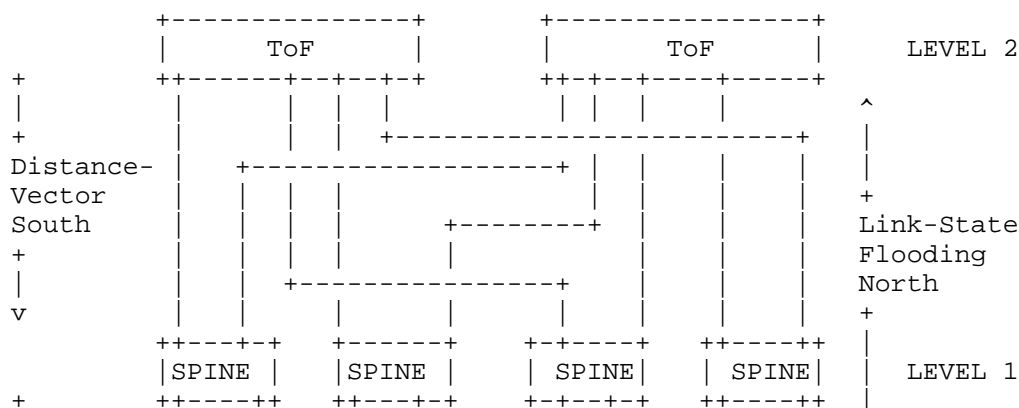 ToF ToF LEVEL 2
Distance-
Vector
South Link-State
Flooding
North
SPINE SPINE SPINE SPINE LEVEL 1